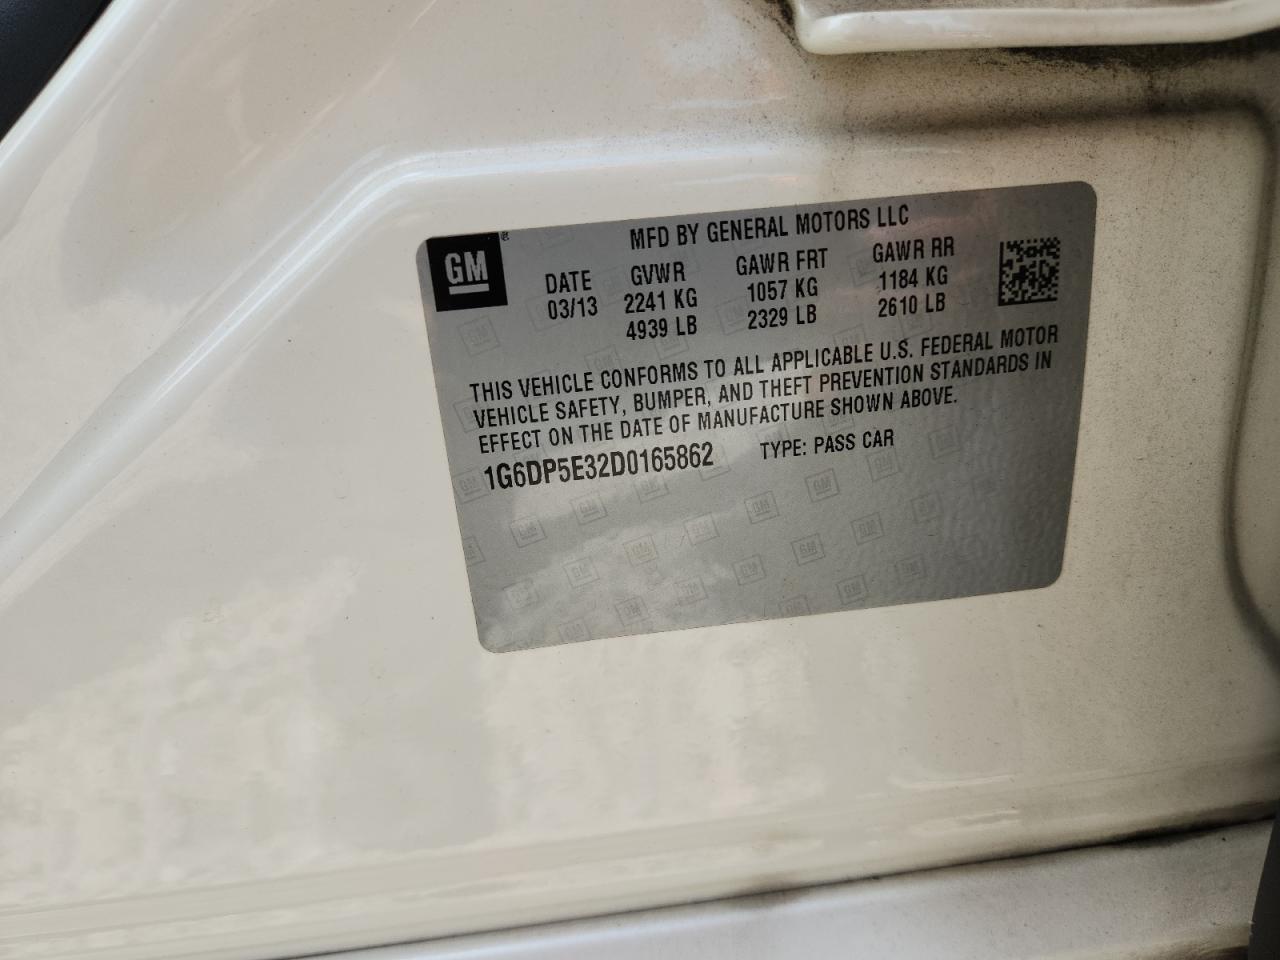 MFD BY GENERAL MOTORS LLC
GM®
DATE GVWR GAWR FRT GAWR RR
03/13 2241 KG 1057 KG 1184 KG
4939 LB 2329 LB 2610 LB
THIS VEHICLE CONFORMS TO ALL APPLICABLE U.S. FEDERAL MOTOR
VEHICLE SAFETY, BUMPER, AND THEFT PREVENTION STANDARDS IN
EFFECT ON THE DATE OF MANUFACTURE SHOWN ABOVE.
1G6DP5E32D0165862 TYPE: PASS CAR